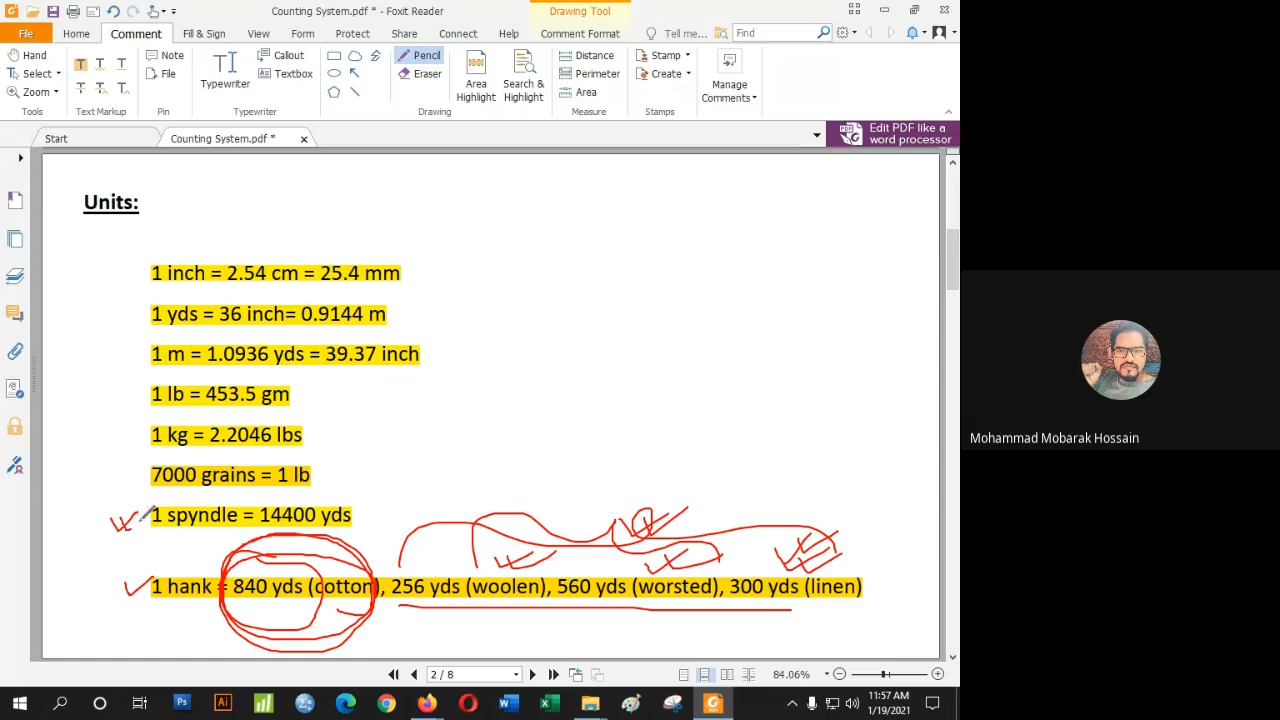 Counting System.pdf * - Foxit Reader
Drawing Tool
File Home Comment Fill & Sign View Form Protect Share Connect Help Comment Format Tell me... Find
Hand
Select
Zoom
Tools
Text Markup
Note
File
Pin
Typewriter
Callout
Textbox
Typewriter
Pencil
Eraser
Area Highlight
Search & Highlight
Drawing
Distance
Perimeter
Area
Measure
Stamp
Create
Stamps
Manage Comments
Start
Counting System.pdf *
Edit PDF like a word processor
Units:
1 inch = 2.54 cm = 25.4 mm
1 yds = 36 inch= 0.9144 m
1 m = 1.0936 yds = 39.37 inch
1 lb = 453.5 gm
1 kg = 2.2046 lbs
7000 grains = 1 lb
1 spyndle = 14400 yds
1 hank = 840 yds (cotton), 256 yds (woolen), 560 yds (worsted), 300 yds (linen)
Mohammad Mobarak Hossain
2 / 8
84.06%
11:57 AM
1/19/2021